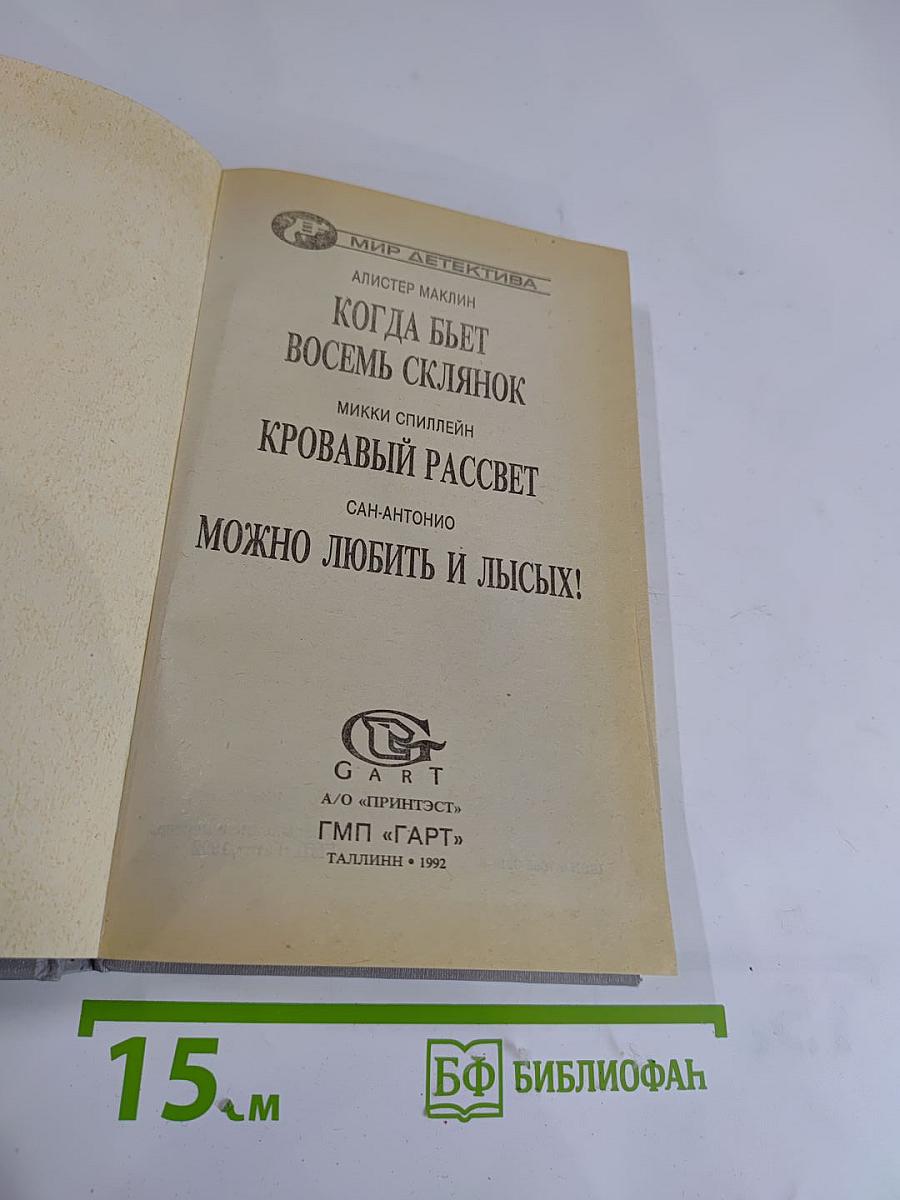 МИР ДЕТЕКТИВА
АЛИСТЕР МАКЛИН
КОГДА БЬЕТ
ВОСЕМЬ СКЛЯНОК
МИККИ СПИЛЛЕЙН
КРОВАВЫЙ РАССВЕТ
САН-АНТОНИО
МОЖНО ЛЮБИТЬ И ЛЫСЫХ!
GART
А/О «ПРИНТЭСТ»
ГМП «ГАРТ»
ТАЛЛИНН • 1992
15 см
БФ БИБЛИОФАН